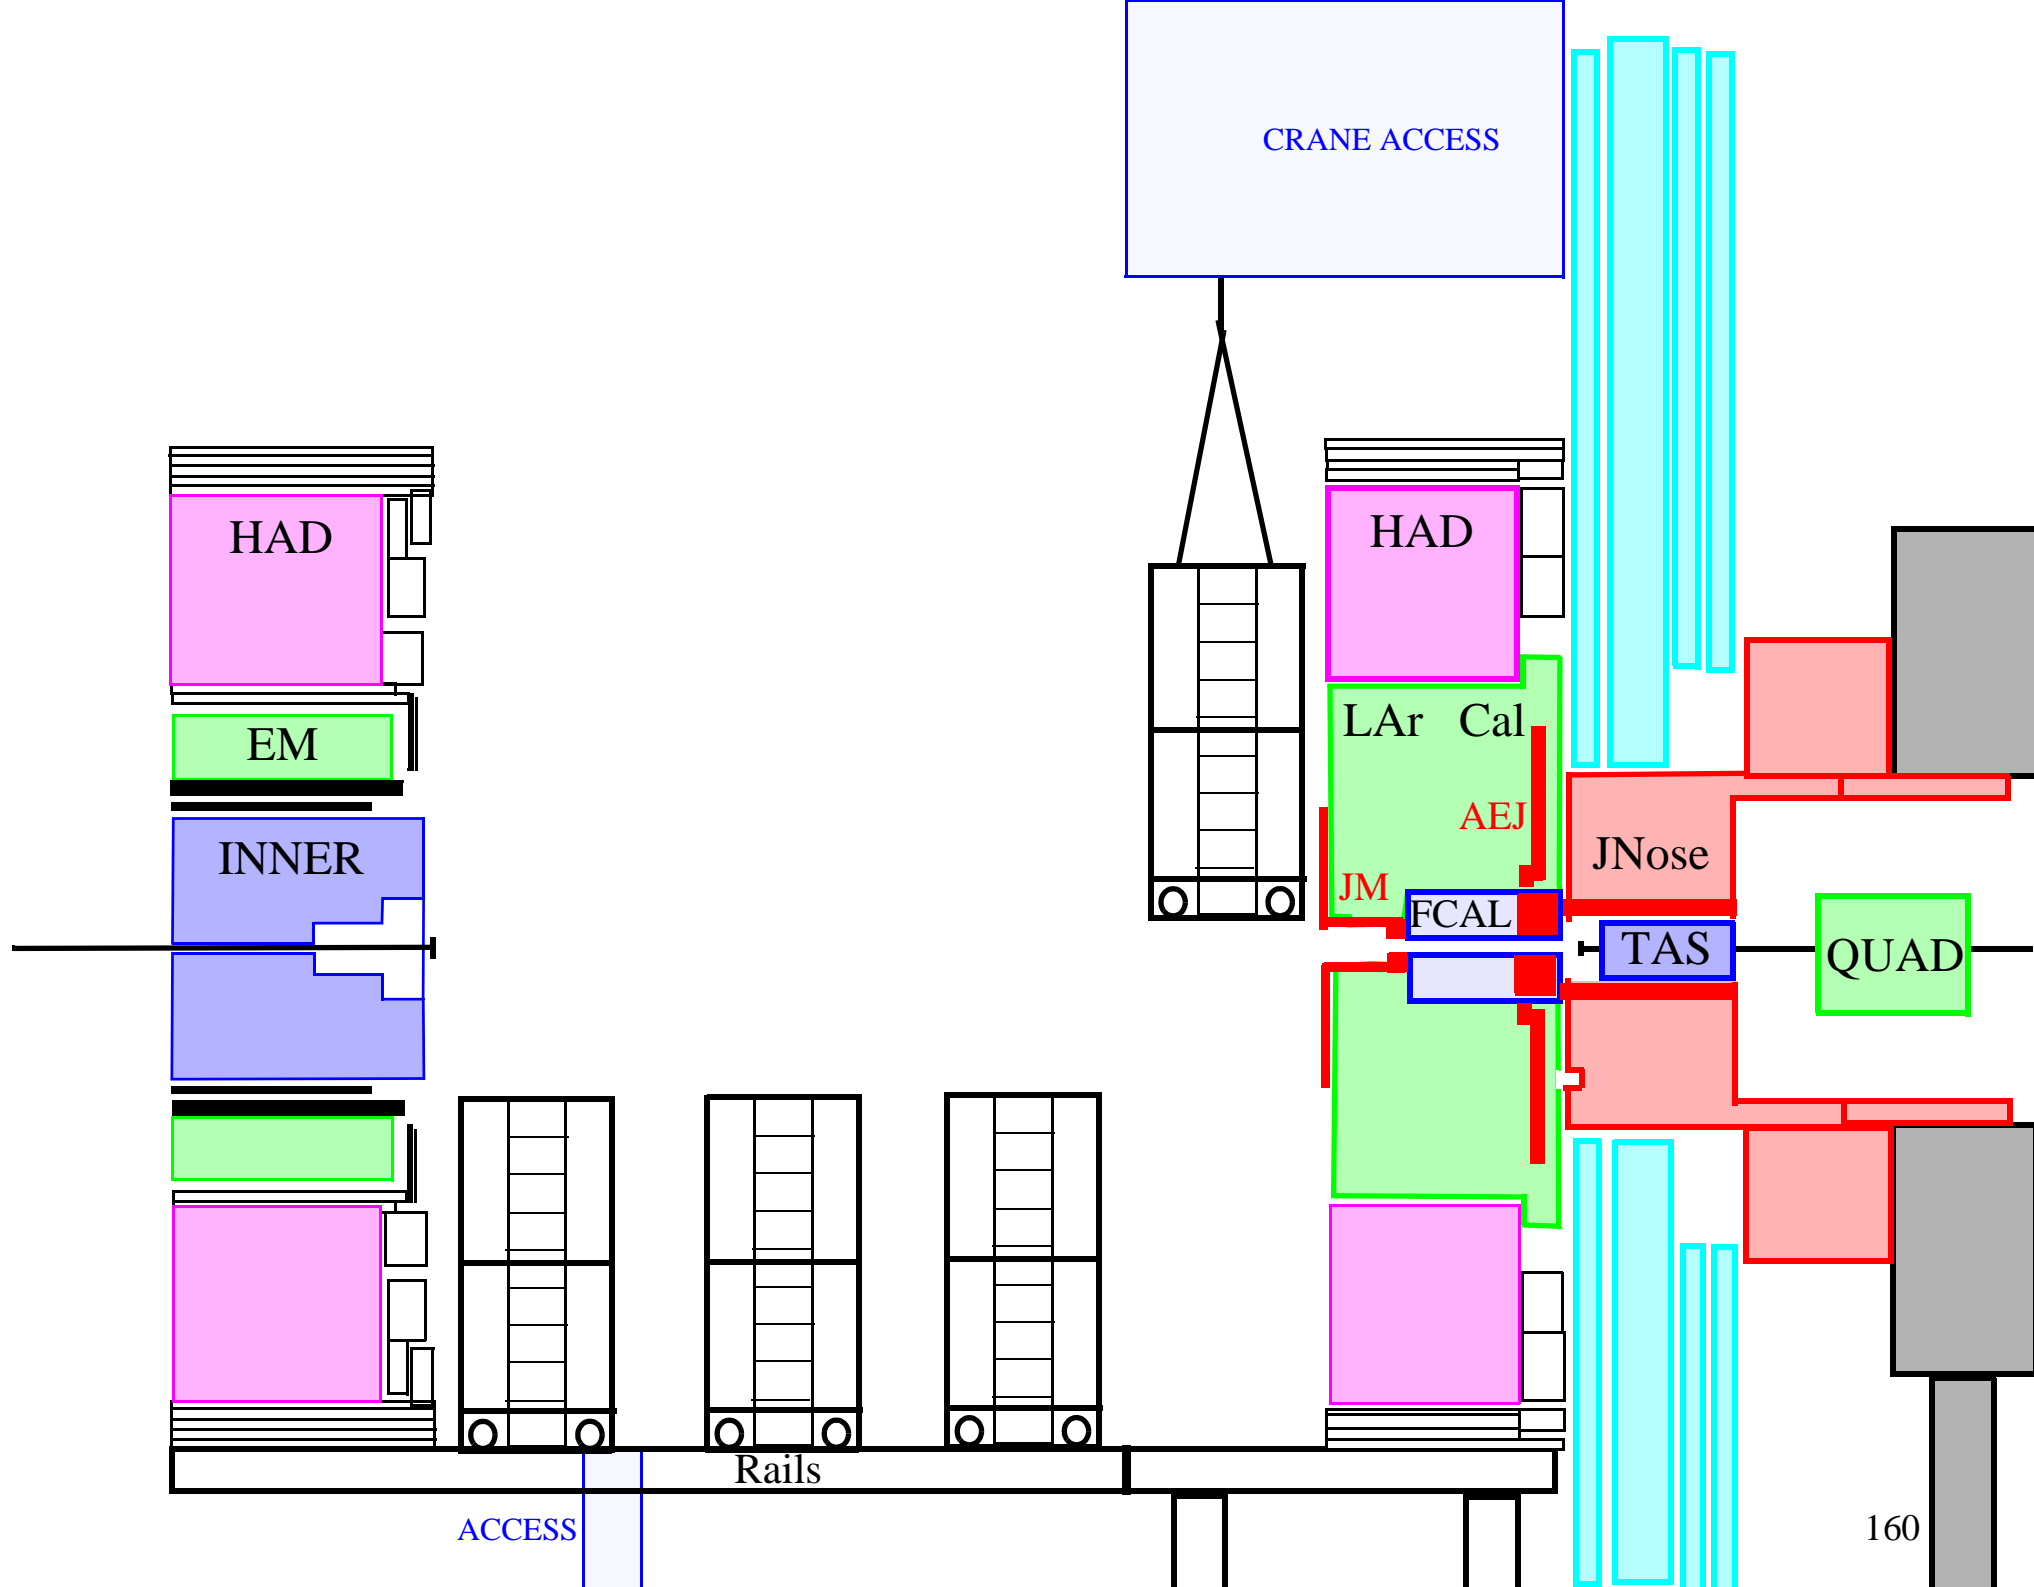 CRANE ACCESS
HAD
HAD
LAr Cal
EM
AEJ
INNER
JNose
JM
FCAL
TAS
QUAD
Rails
ACCESS
160